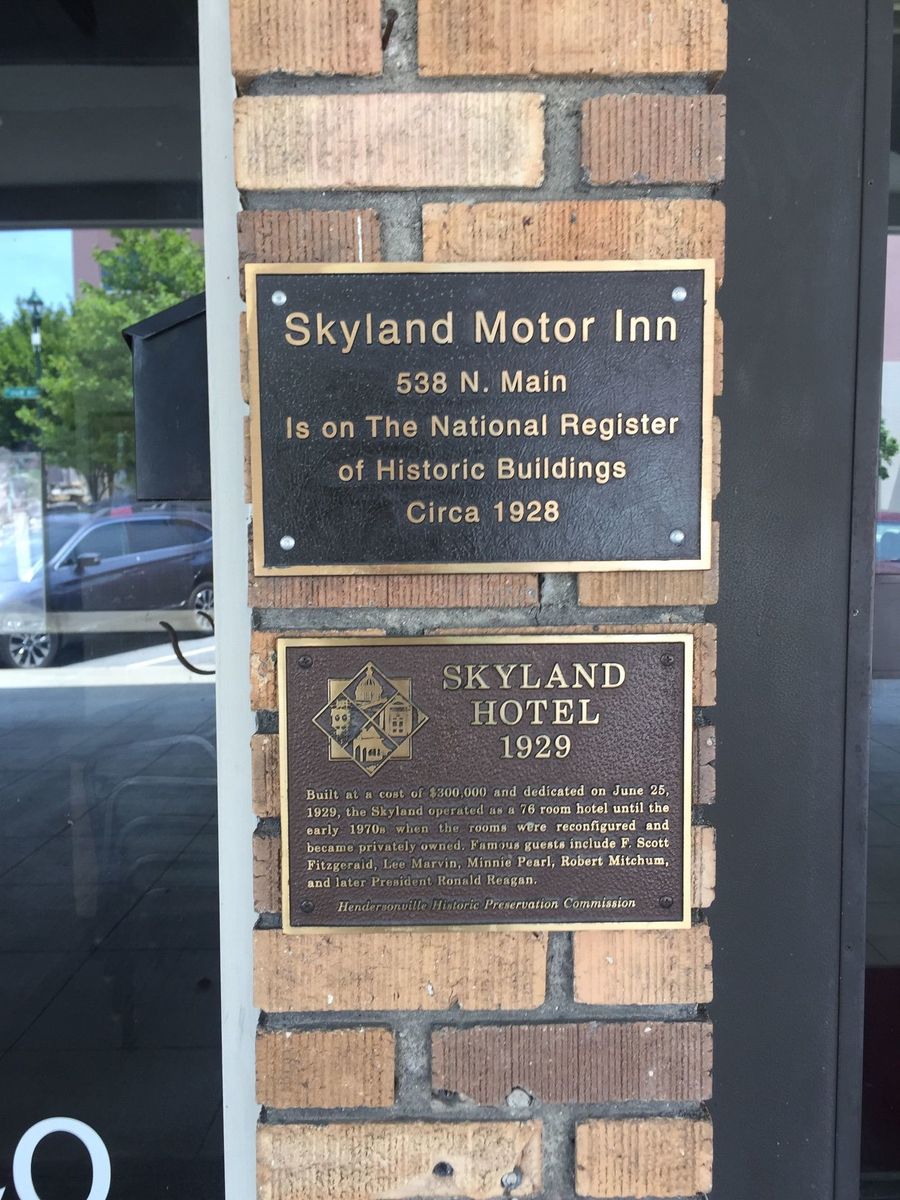 Skyland Motor Inn
538 N. Main
Is on The National Register
of Historic Buildings
Circa 1928
SKYLAND
HOTEL
1929
Built at a cost of $300,000 and dedicated on June 25,
1929, the Skyland operated as a 76 room hotel until the
early 1970s when the rooms were reconfigured and
became privately owned. Famous guests include F. Scott
Fitzgerald, Lee Marvin, Minnie Pearl, Robert Mitchum,
and later President Ronald Reagan.
Hendersonville Historic Preservation Commission